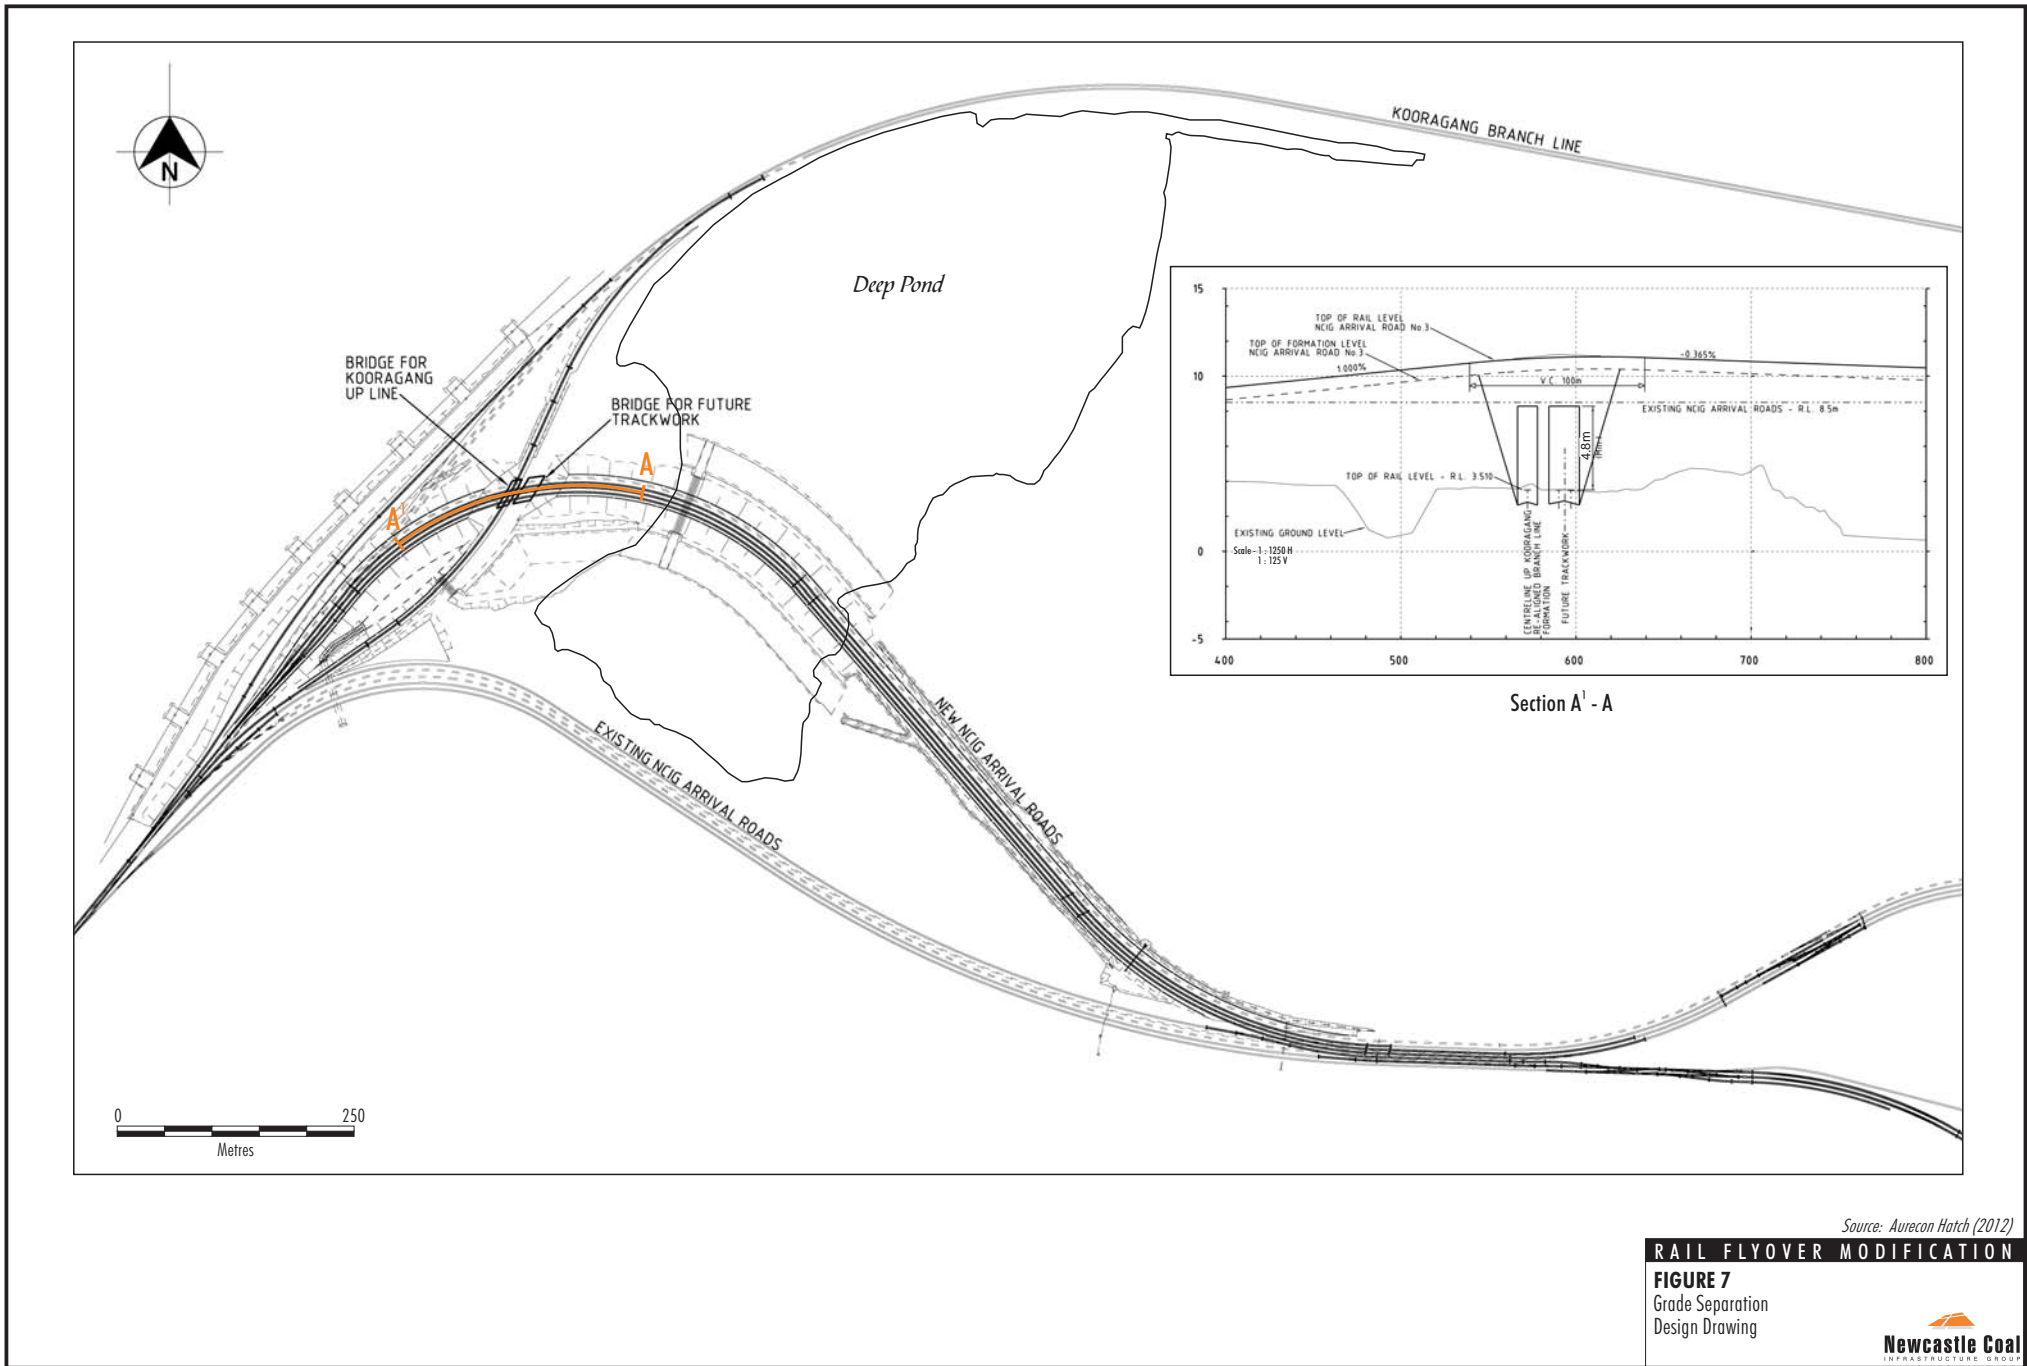 N
KOORAGANG BRANCH LINE
Deep Pond
BRIDGE FOR
KOORAGANG
UP LINE
BRIDGE FOR FUTURE
TRACKWORK
A
A1
EXISTING NCIG ARRIVAL ROADS
NEW NCIG ARRIVAL ROADS
15
10
5
0
-5
400
500
600
700
800
TOP OF RAIL LEVEL
NCIG ARRIVAL ROAD No.3
TOP OF FORMATION LEVEL
NCIG ARRIVAL ROAD No.3
1.000%
-0.365%
V.C. 100m
EXISTING NCIG ARRIVAL ROADS - R.L. 8.5m
4.8m
(Min.)
TOP OF RAIL LEVEL - R.L. 3.510
EXISTING GROUND LEVEL
Scale - 1 : 1250 H
1 : 125 V
CENTRELINE UP KOORAGANG
RE-ALIGNED BRANCH LINE
FORMATION
FUTURE TRACKWORK
Section A1 - A
0 250
Metres
Source: Aurecon Hatch (2012)
RAIL FLYOVER MODIFICATION
FIGURE 7
Grade Separation
Design Drawing
Newcastle Coal
INFRASTRUCTURE GROUP